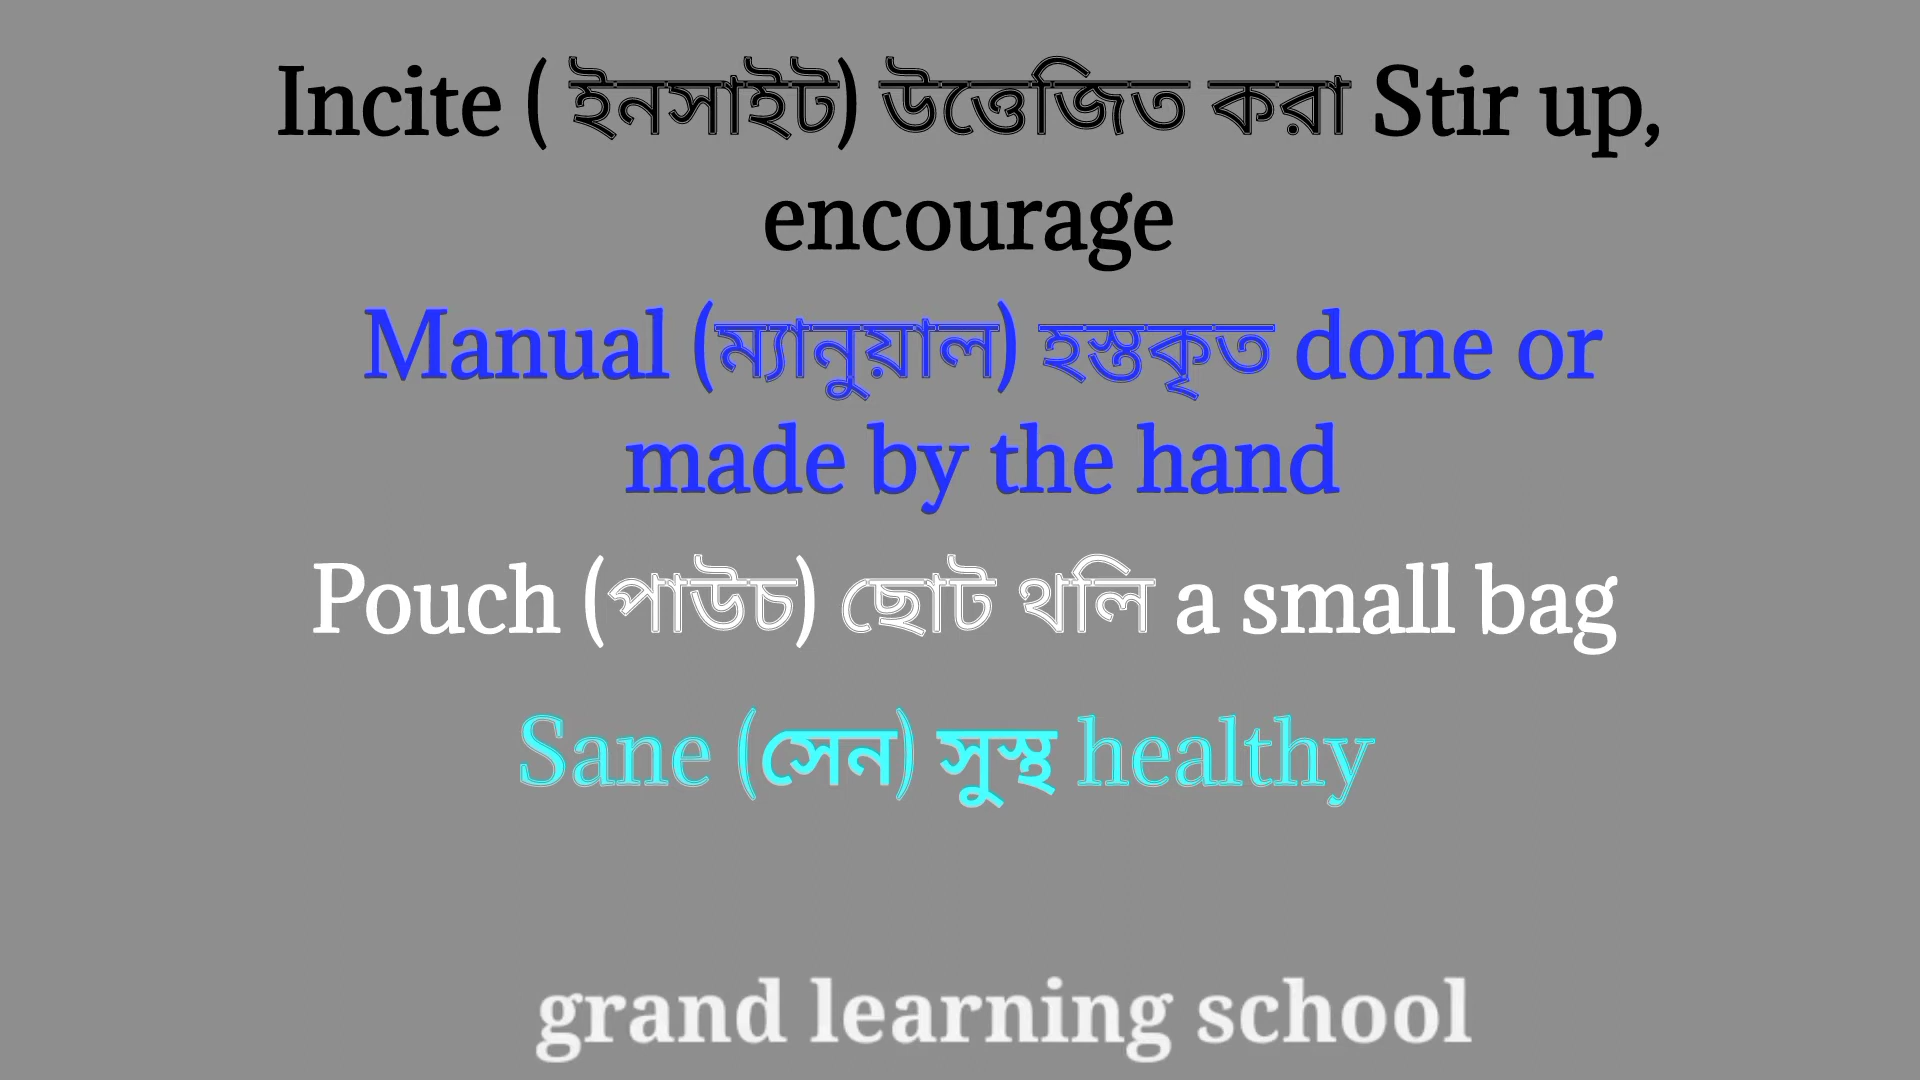 Incite ( ইনসাইট) উত্তেজিত করা Stir up,
encourage
Manual (ম্যানুয়াল) হস্তকৃত done or
made by the hand
Pouch (পাউচ) ছোট থলি a small bag
Sane (সেন) সুস্থ healthy
grand learning school